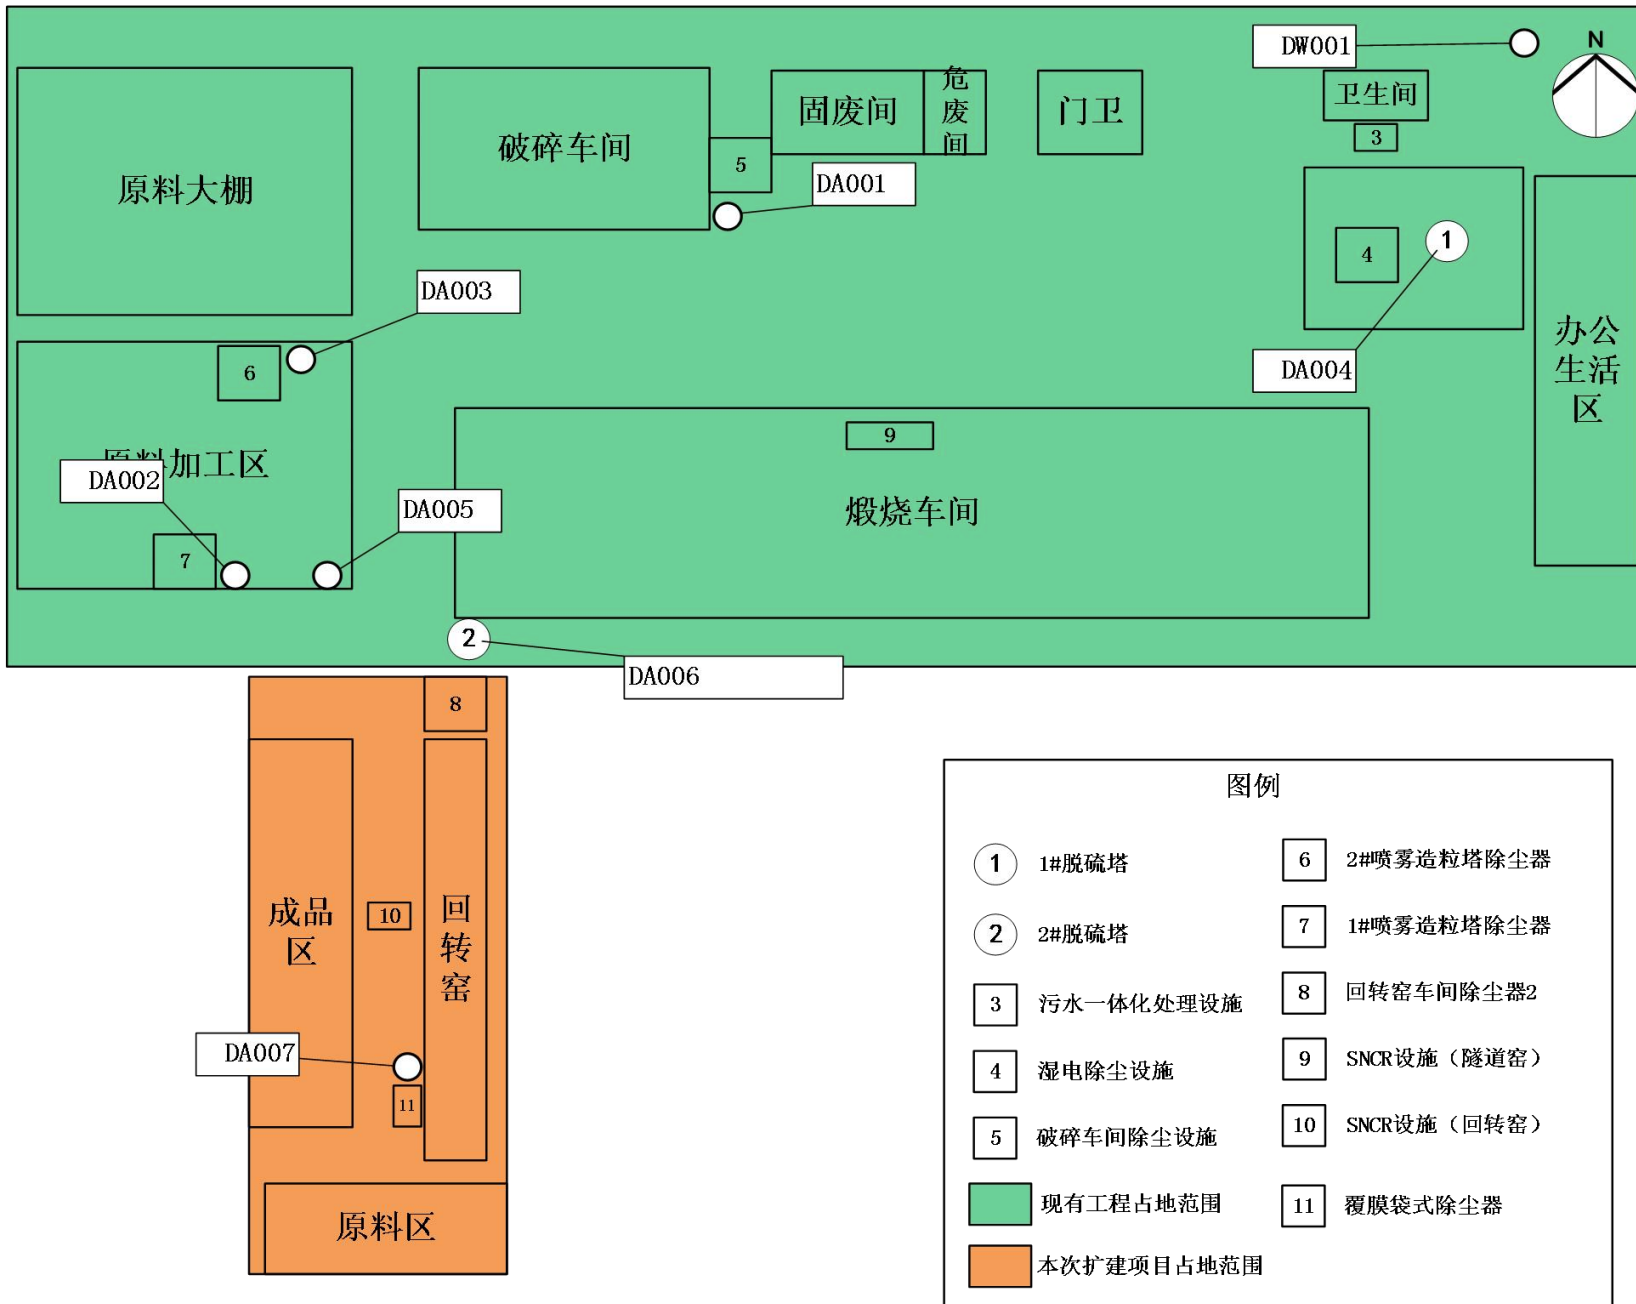 DW001
N
固废间
危
废
间
门卫
卫生间
3
破碎车间
5
DA001
原料大棚
4
1
DA003
办公
生活
区
DA004
6
9
原料加工区
DA002
DA005
煅烧车间
7
2
DA006
8
成品
区
10
回
转
窑
DA007
11
原料区
图例
1 1#脱硫塔
6 2#喷雾造粒塔除尘器
2 2#脱硫塔
7 1#喷雾造粒塔除尘器
3 污水一体化处理设施
8 回转窑车间除尘器2
4 湿电除尘设施
9 SNCR设施（隧道窑）
5 破碎车间除尘设施
10 SNCR设施（回转窑）
现有工程占地范围
11 覆膜袋式除尘器
本次扩建项目占地范围